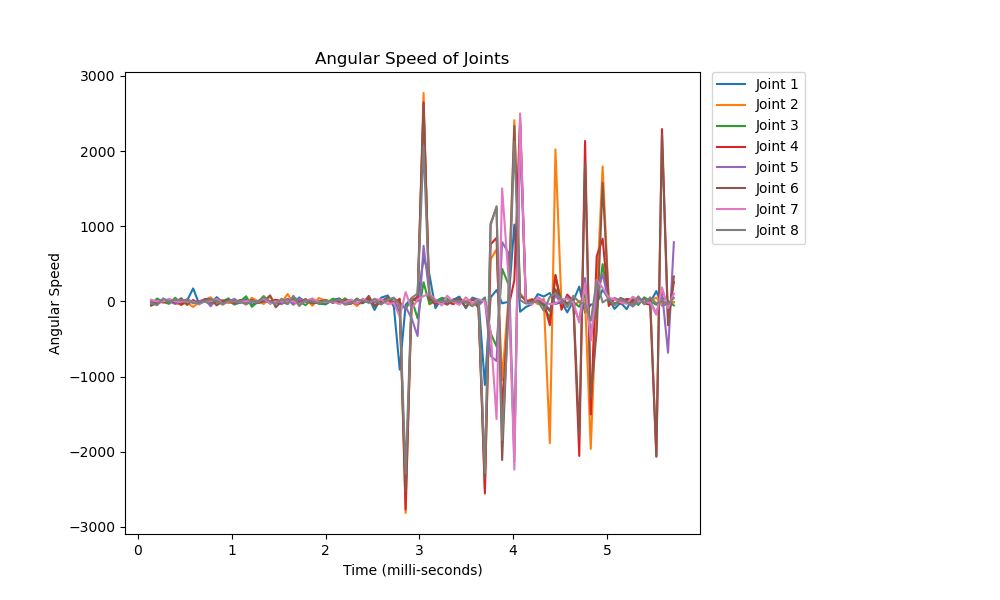 Angular Speed of Joints
3000
2000
1000
0
−1000
−2000
−3000
Angular Speed
0 1 2 3 4 5
Time (milli-seconds)
Joint 1
Joint 2
Joint 3
Joint 4
Joint 5
Joint 6
Joint 7
Joint 8